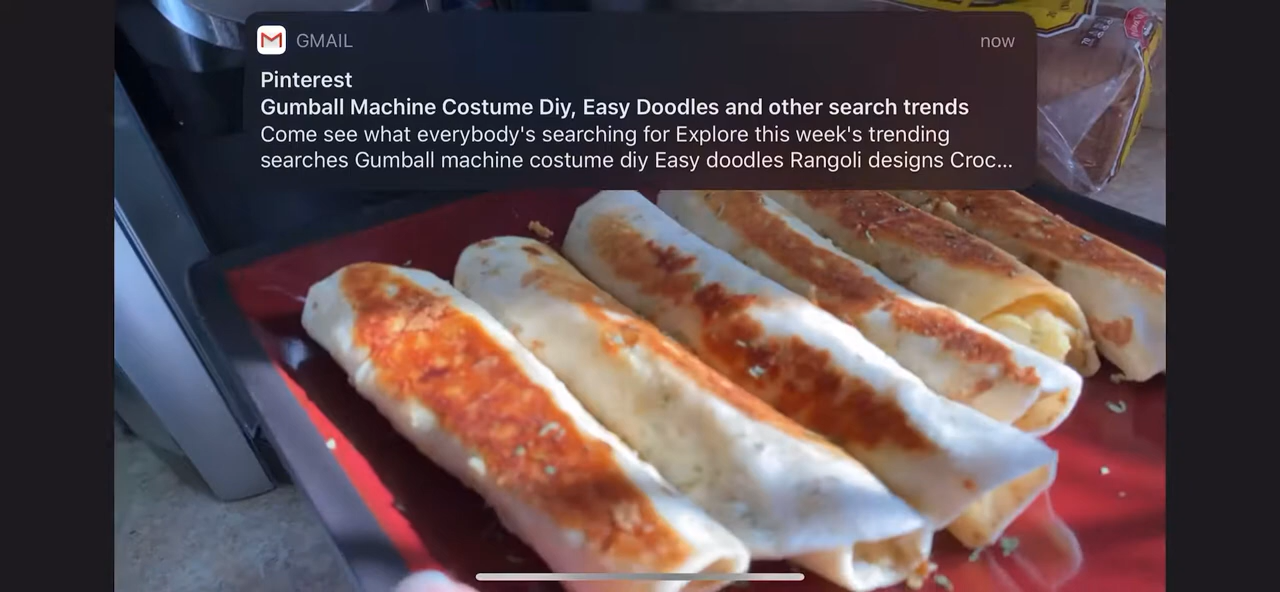 GMAIL
now
Pinterest
Gumball Machine Costume Diy, Easy Doodles and other search trends
Come see what everybody's searching for Explore this week's trending
searches Gumball machine costume diy Easy doodles Rangoli designs Croc...